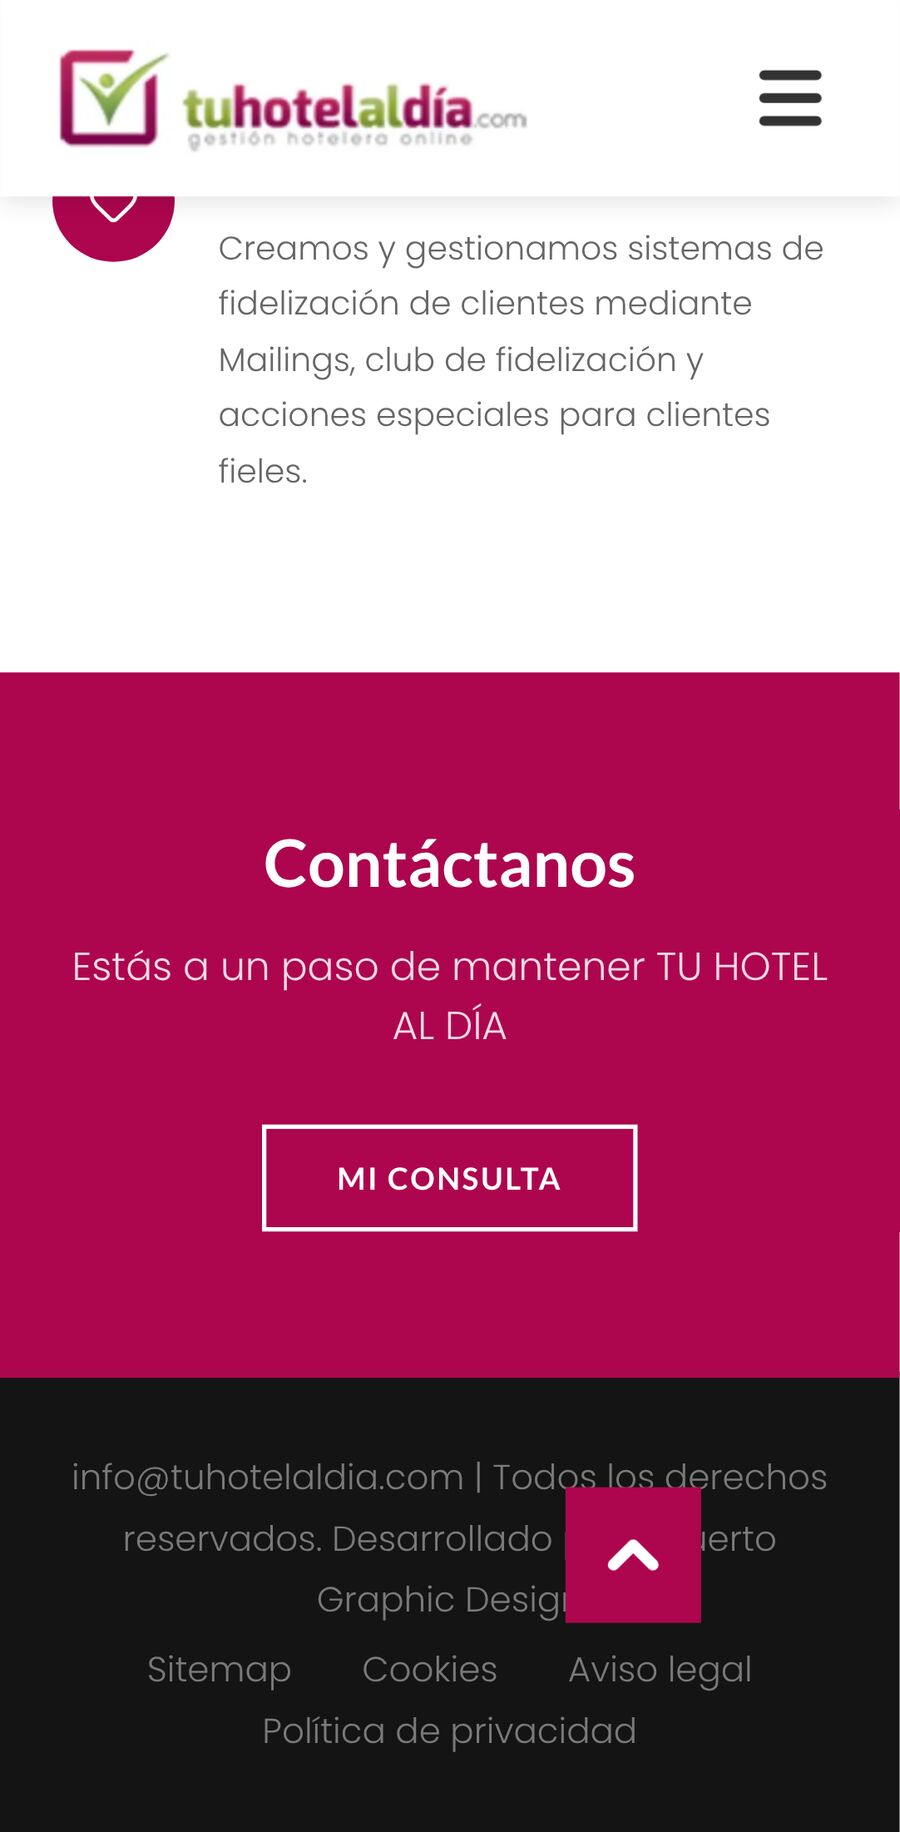 tuhotelaldía.com
gestión hotelera online
Creamos y gestionamos sistemas de
fidelización de clientes mediante
Mailings, club de fidelización y
acciones especiales para clientes
fieles.
Contáctanos
Estás a un paso de mantener TU HOTEL
AL DÍA
MI CONSULTA
info@tuhotelaldia.com | Todos los derechos
reservados. Desarrollado
Graphic
Sitemap Cookies Aviso legal
Política de privacidad